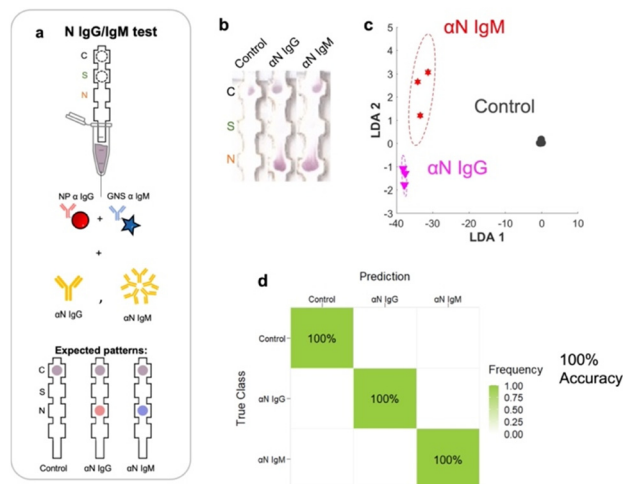 a N IgG/IgM test
C
S
N
NP α IgG GNS α IgM
+
+
αN IgG , αN IgM
Expected patterns:
C
S
N
Control αN IgG αN IgM
b
Control αN IgG αN IgM
C
S
N
c
αN IgM
Control
αN IgG
LDA 2
5
4
3
2
1
0
-1
-2
-3
-40 -30 -20 -10 0 10
LDA 1
d
Prediction
Control αN IgG αN IgM
True Class
Control 100%
αN IgG 100%
αN IgM 100%
Frequency
1.00
0.75
0.50
0.25
0.00
100%
Accuracy